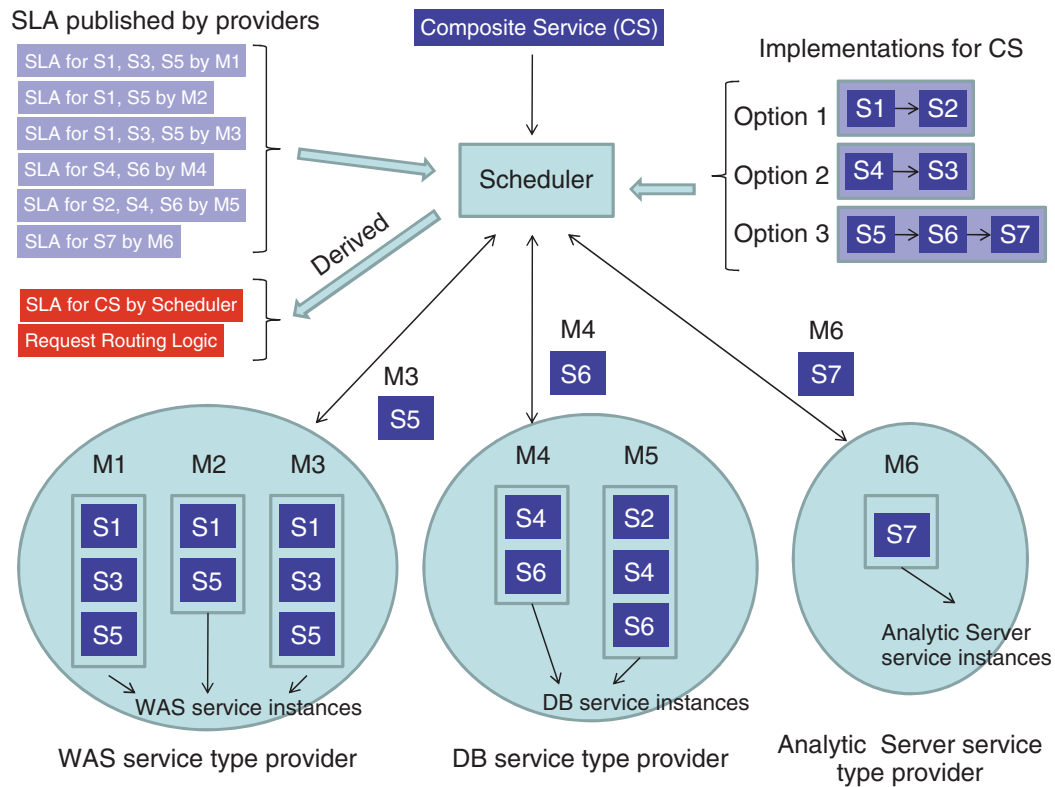 SLA published by providers
SLA for S1, S3, S5 by M1
SLA for S1, S5 by M2
SLA for S1, S3, S5 by M3
SLA for S4, S6 by M4
SLA for S2, S4, S6 by M5
SLA for S7 by M6
SLA for CS by Scheduler
Request Routing Logic
Composite Service (CS)
Scheduler
Derived
Implementations for CS
Option 1
S1
S2
Option 2
S4
S3
Option 3
S5
S6
S7
M3
S5
M4
S6
M6
S7
M1
S1
S3
S5
M2
S1
S5
M3
S1
S3
S5
WAS service instances
WAS service type provider
M4
S4
S6
M5
S2
S4
S6
DB service instances
DB service type provider
M6
S7
Analytic Server
service instances
Analytic Server service
type provider